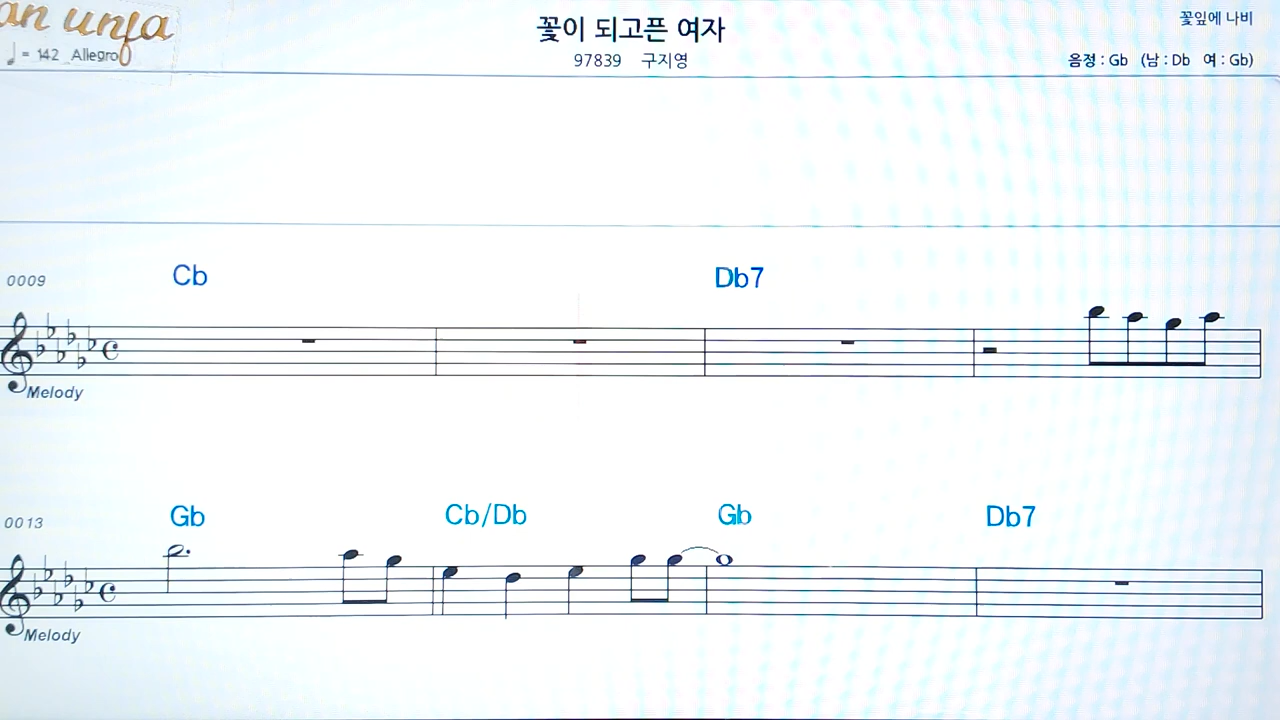 an unfa
꽃이 되고픈 여자
꽃잎에 나비
♩ = 142 Allegro
97839 구지영
음정 : Gb (남 : Db 여 : Gb)
0009 Cb Db7
Melody
0013 Gb Cb/Db Gb Db7
Melody